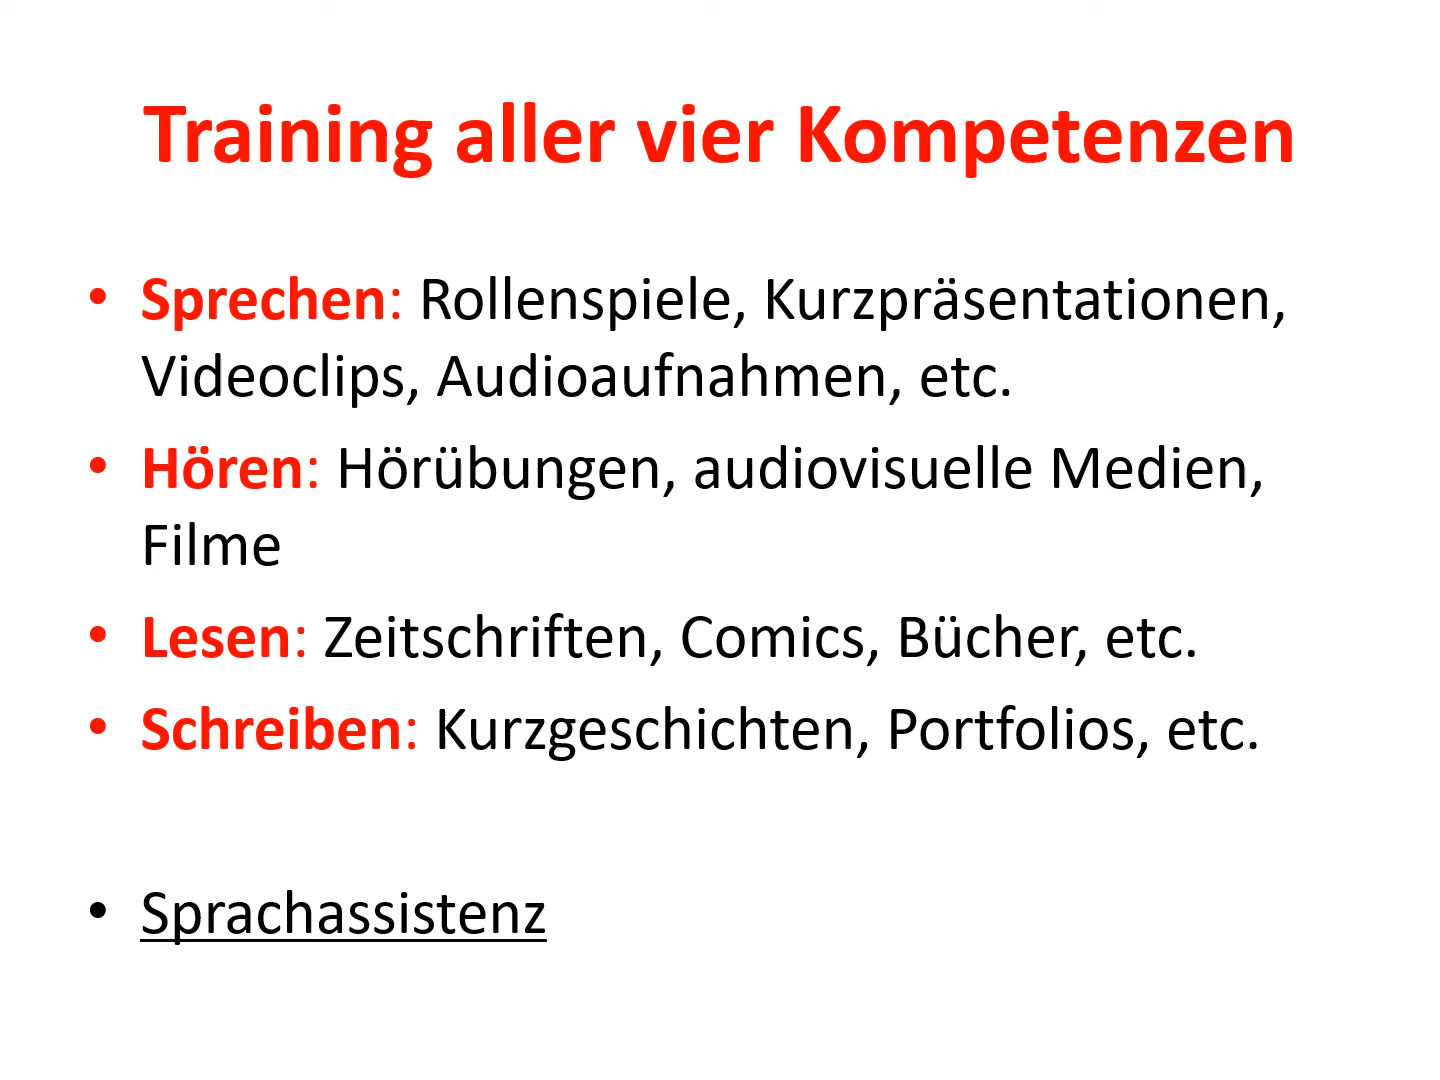 Training aller vier Kompetenzen
• Sprechen: Rollenspiele, Kurzpräsentationen,
Videoclips, Audioaufnahmen, etc.
• Hören: Hörübungen, audiovisuelle Medien,
Filme
• Lesen: Zeitschriften, Comics, Bücher, etc.
• Schreiben: Kurzgeschichten, Portfolios, etc.
• Sprachassistenz